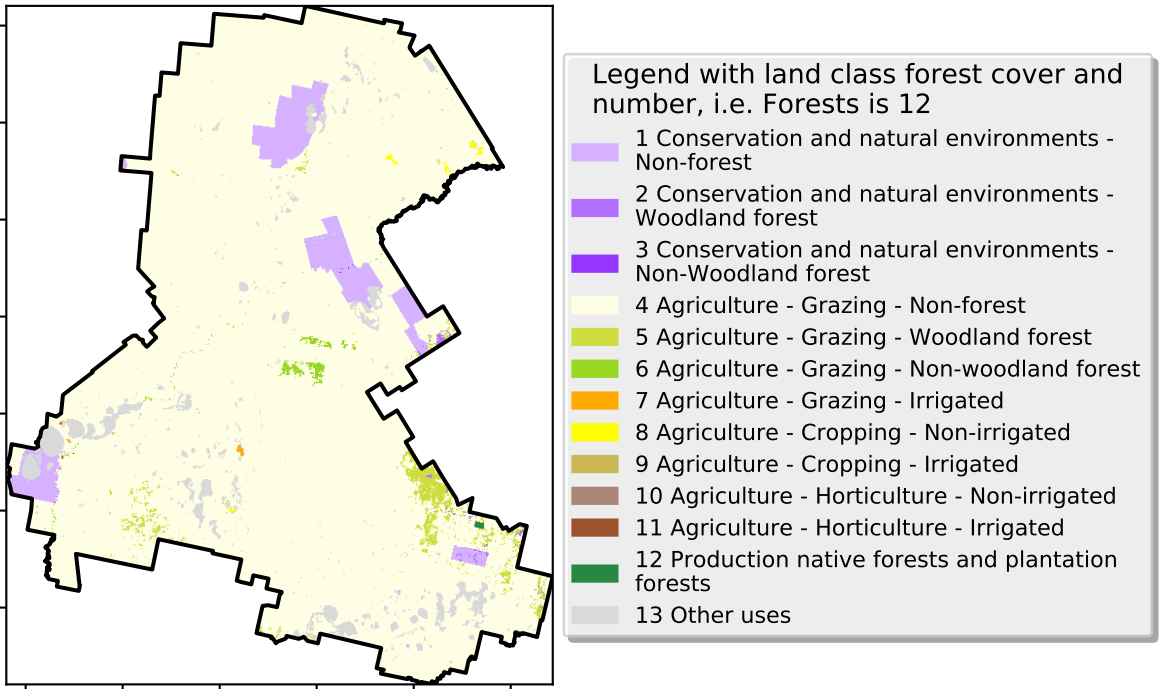 Legend with land class forest cover and
number, i.e. Forests is 12
1 Conservation and natural environments -
Non-forest
2 Conservation and natural environments -
Woodland forest
3 Conservation and natural environments -
Non-Woodland forest
4 Agriculture - Grazing - Non-forest
5 Agriculture - Grazing - Woodland forest
6 Agriculture - Grazing - Non-woodland forest
7 Agriculture - Grazing - Irrigated
8 Agriculture - Cropping - Non-irrigated
9 Agriculture - Cropping - Irrigated
10 Agriculture - Horticulture - Non-irrigated
11 Agriculture - Horticulture - Irrigated
12 Production native forests and plantation
forests
13 Other uses